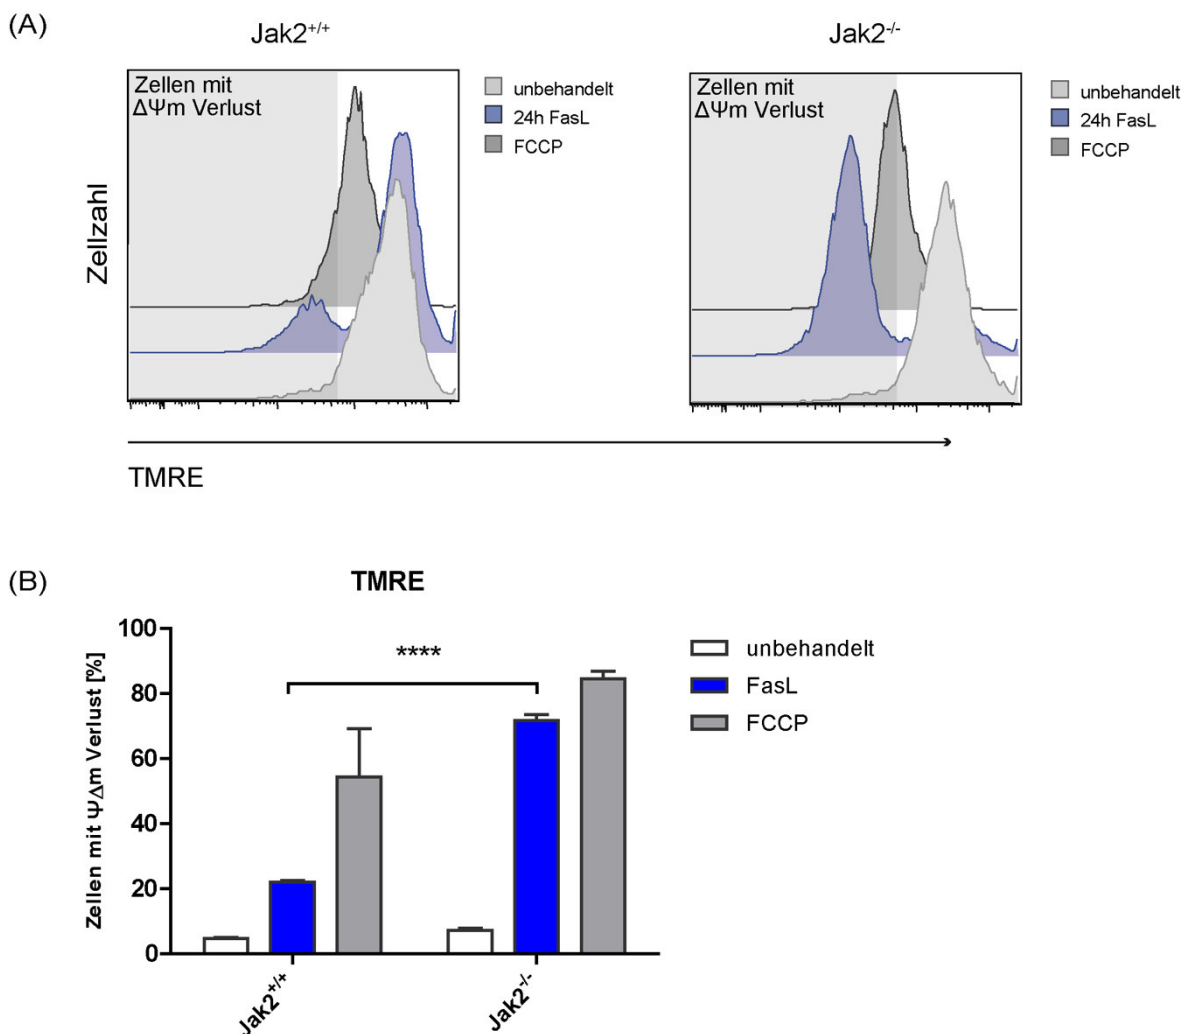 (A)
Jak2+/+
Jak2-/-
Zellen mit
ΔΨm Verlust
unbehandelt
24h FasL
FCCP
Zellen mit
ΔΨm Verlust
unbehandelt
24h FasL
FCCP
Zellzahl
TMRE
(B)
TMRE
Zellen mit ΨΔm Verlust [%]
100
80
60
40
20
0
****
unbehandelt
FasL
FCCP
Jak2+/+
Jak2-/-